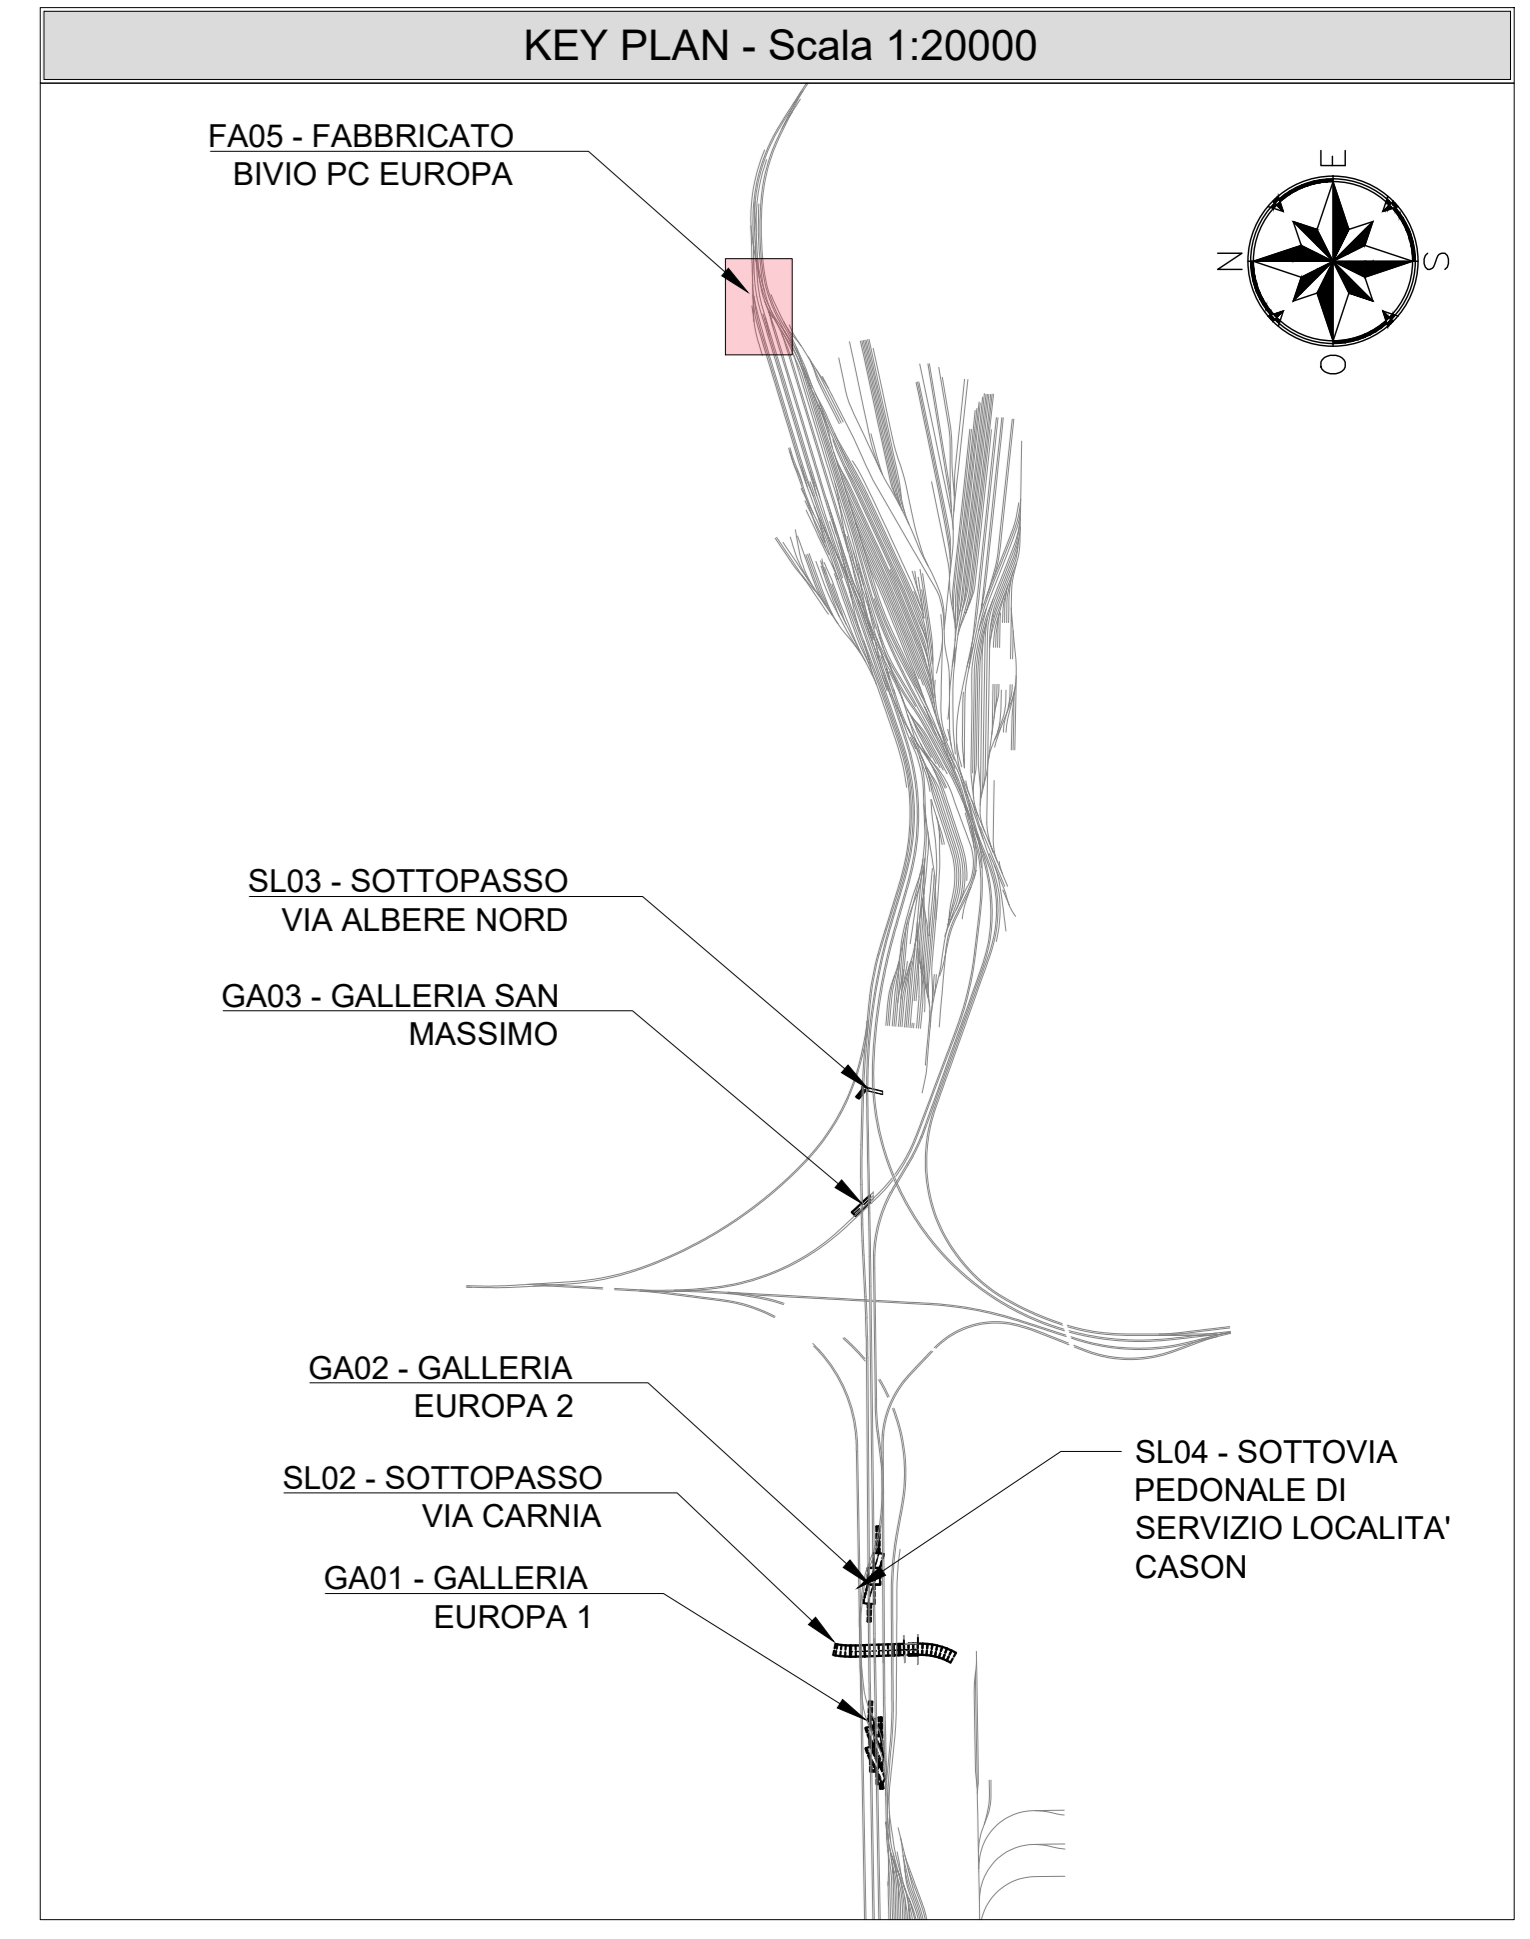 KEY PLAN - Scala 1:20000
FA05 - FABBRICATO
BIVIO PC EUROPA
E
N
S
O
SL03 - SOTTOPASSO
VIA ALBERE NORD
GA03 - GALLERIA SAN
MASSIMO
GA02 - GALLERIA
EUROPA 2
SL02 - SOTTOPASSO
VIA CARNIA
GA01 - GALLERIA
EUROPA 1
SL04 - SOTTOVIA
PEDONALE DI
SERVIZIO LOCALITA'
CASON